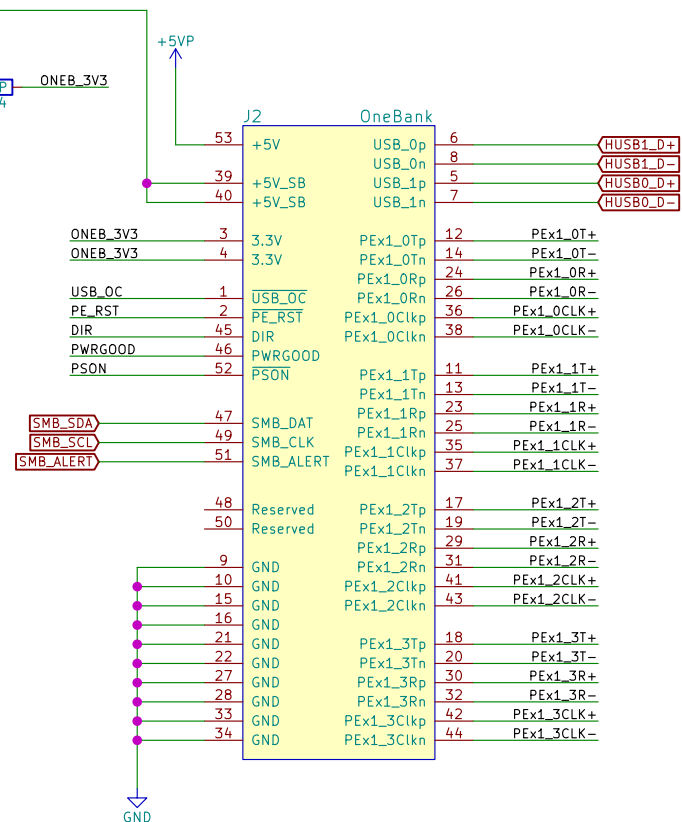 +5VP
P
4
ONEB_3V3
J2 OneBank
53 +5V USB_0p 6 HUSB1_D+
USB_0n 8 HUSB1_D-
39 +5V_SB USB_1p 5 HUSB0_D+
40 +5V_SB USB_1n 7 HUSB0_D-
ONEB_3V3 3 3.3V PEx1_0Tp 12 PEx1_0T+
ONEB_3V3 4 3.3V PEx1_0Tn 14 PEx1_0T-
PEx1_0Rp 24 PEx1_0R+
USB_OC 1 USB_OC PEx1_0Rn 26 PEx1_0R-
PE_RST 2 PE_RST PEx1_0Clkp 36 PEx1_0CLK+
DIR 45 DIR PEx1_0Clkn 38 PEx1_0CLK-
PWRGOOD 46 PWRGOOD
PSON 52 PSON PEx1_1Tp 11 PEx1_1T+
PEx1_1Tn 13 PEx1_1T-
PEx1_1Rp 23 PEx1_1R+
SMB_SDA 47 SMB_DAT PEx1_1Rn 25 PEx1_1R-
SMB_SCL 49 SMB_CLK PEx1_1Clkp 35 PEx1_1CLK+
SMB_ALERT 51 SMB_ALERT PEx1_1Clkn 37 PEx1_1CLK-
48 Reserved PEx1_2Tp 17 PEx1_2T+
50 Reserved PEx1_2Tn 19 PEx1_2T-
PEx1_2Rp 29 PEx1_2R+
9 GND PEx1_2Rn 31 PEx1_2R-
10 GND PEx1_2Clkp 41 PEx1_2CLK+
15 GND PEx1_2Clkn 43 PEx1_2CLK-
16 GND
21 GND PEx1_3Tp 18 PEx1_3T+
22 GND PEx1_3Tn 20 PEx1_3T-
27 GND PEx1_3Rp 30 PEx1_3R+
28 GND PEx1_3Rn 32 PEx1_3R-
33 GND PEx1_3Clkp 42 PEx1_3CLK+
34 GND PEx1_3Clkn 44 PEx1_3CLK-
GND